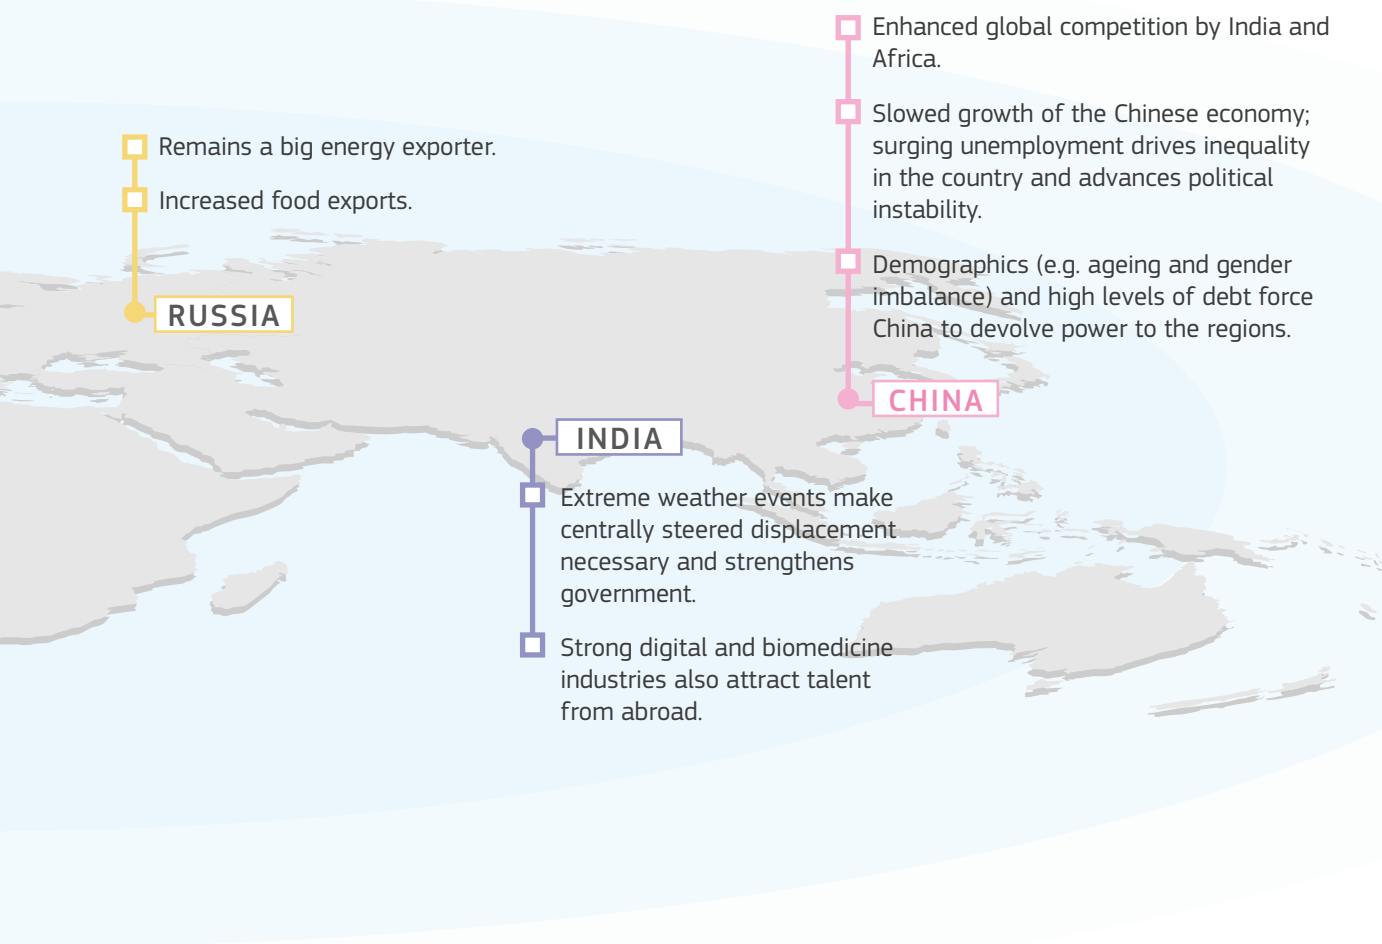 Remains a big energy exporter.
Increased food exports.
RUSSIA
Enhanced global competition by India and
Africa.
Slowed growth of the Chinese economy;
surging unemployment drives inequality
in the country and advances political
instability.
Demographics (e.g. ageing and gender
imbalance) and high levels of debt force
China to devolve power to the regions.
CHINA
INDIA
Extreme weather events make
centrally steered displacement
necessary and strengthens
government.
Strong digital and biomedicine
industries also attract talent
from abroad.